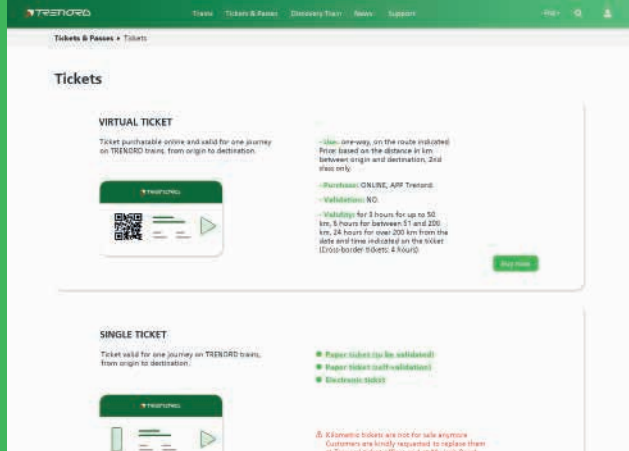 TRENORD
Trains Tickets & Passes Discovery Train News Support
Tickets & Passes Tickets
Tickets
VIRTUAL TICKET
Ticket purchasable online and valid for one journey
on TRENORD trains, from origin to destination.
TRENORD
- Use: one-way, on the route indicated
Price: based on the distance in km
between origin and destination, 2nd
class only.
- Purchase: ONLINE, APP Trenord.
- Validation: NO.
- Validity: for 3 hours for up to 50
km, 6 hours for between 51 and 200
km, 24 hours for over 200 km from the
date and time indicated on the ticket
(Cross-border tickets: 4 hours)
Buy now
SINGLE TICKET
Ticket valid for one journey on TRENORD trains,
from origin to destination.
TRENORD
Paper ticket (to be validated)
Paper ticket (self-validation)
Electronic ticket
Kilometric tickets are not for sale anymore
Customers are kindly requested to replace them